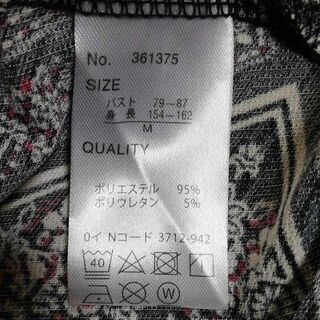 No. 361375
SIZE
バスト 79−87
身長 154−162
M
QUALITY
ポリエステル 95%
ポリウレタン 5%
0イ Nコード 3712-942
40
W